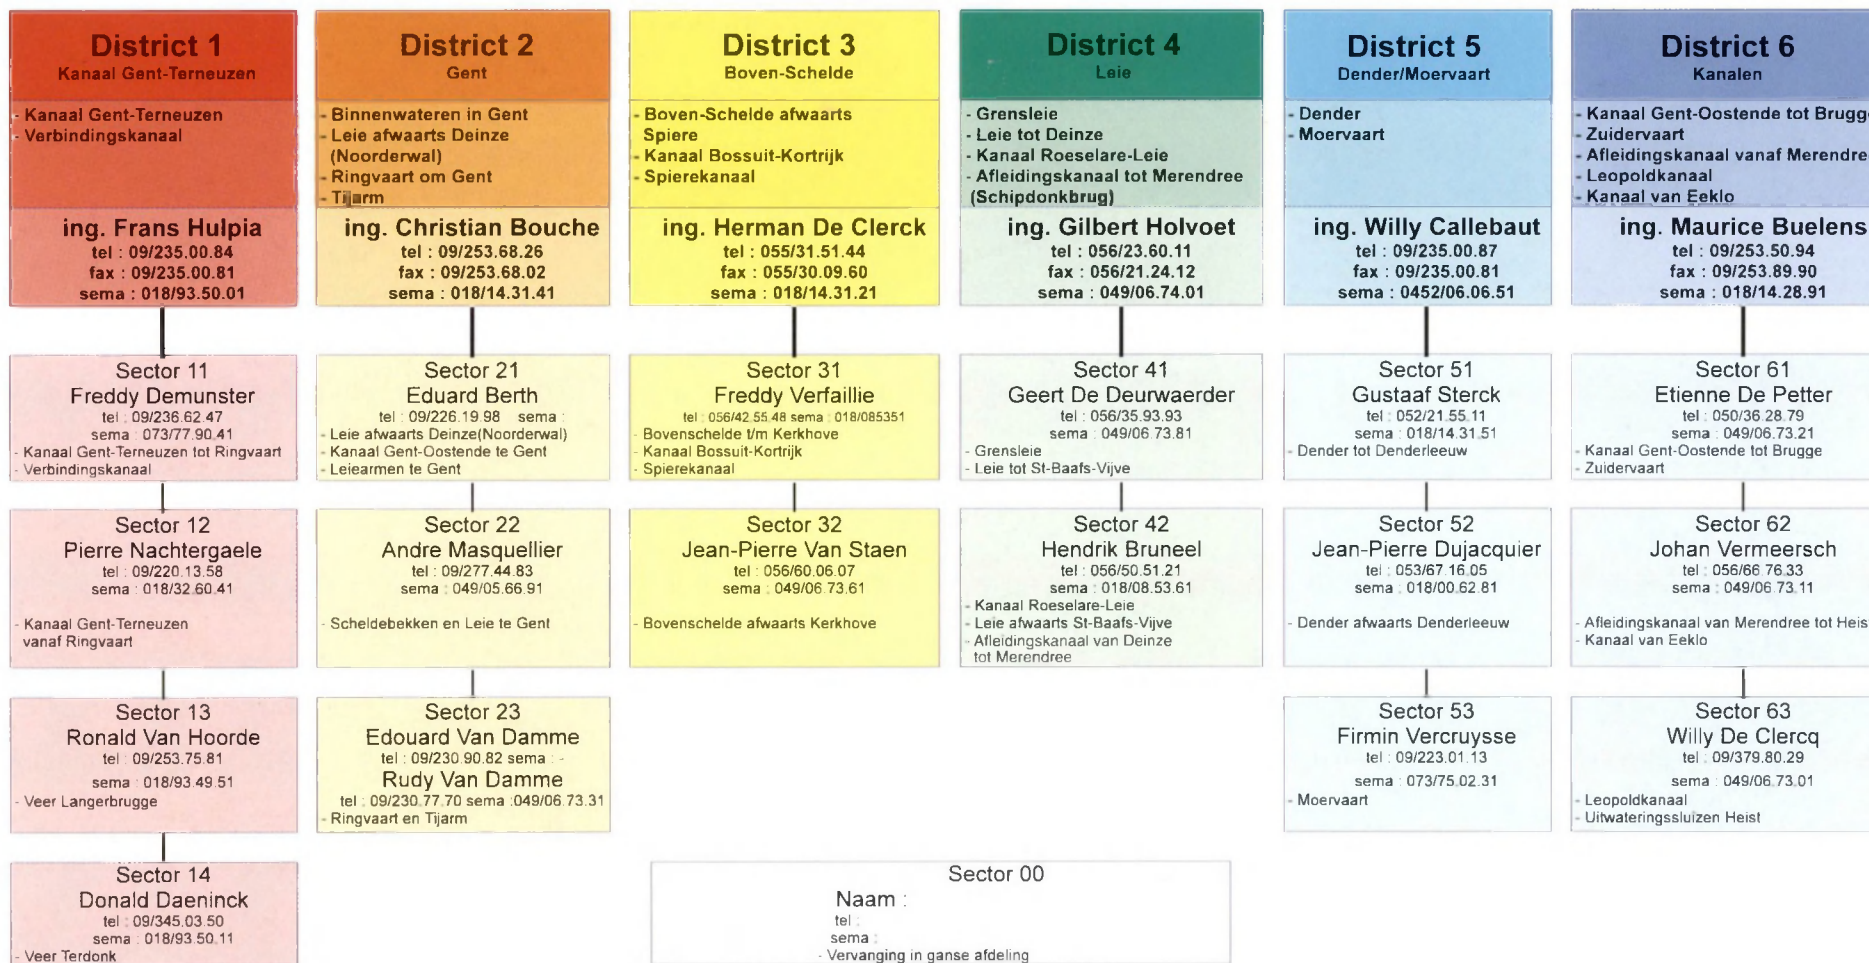 District 1
Kanaal Gent-Terneuzen
- Kanaal Gent-Terneuzen
- Verbindingskanaal
ing. Frans Hulpia
tel : 09/235.00.84
fax : 09/235.00.81
sema : 018/93.50.01
Sector 11
Freddy Demunster
tel : 09/236.62.47
sema : 073/77.90.41
- Kanaal Gent-Terneuzen tot Ringvaart
- Verbindingskanaal
Sector 12
Pierre Nachtergaele
tel : 09/220.13.58
sema : 018/32.60.41
- Kanaal Gent-Terneuzen
vanaf Ringvaart
Sector 13
Ronald Van Hoorde
tel : 09/253.75.81
sema : 018/93.49.51
- Veer Langerbrugge
Sector 14
Donald Daeninck
tel : 09/345.03.50
sema : 018/93.50.11
- Veer Terdonk
District 2
Gent
- Binnenwateren in Gent
- Leie afwaarts Deinze
(Noorderwal)
- Ringvaart om Gent
- Tijarm
ing. Christian Bouche
tel : 09/253.68.26
fax : 09/253.68.02
sema : 018/14.31.41
Sector 21
Eduard Berth
tel : 09/226.19.98 sema :
- Leie afwaarts Deinze(Noorderwal)
- Kanaal Gent-Oostende te Gent
- Leiearmen te Gent
Sector 22
Andre Masquellier
tel : 09/277.44.83
sema : 049/05.66.91
- Scheldebekken en Leie te Gent
Sector 23
Edouard Van Damme
tel : 09/230.90.82 sema : -
Rudy Van Damme
tel : 09/230.77.70 sema :049/06.73.31
- Ringvaart en Tijarm
District 3
Boven-Schelde
- Boven-Schelde afwaarts
Spiere
- Kanaal Bossuit-Kortrijk
- Spierekanaal
ing. Herman De Clerck
tel : 055/31.51.44
fax : 055/30.09.60
sema : 018/14.31.21
Sector 31
Freddy Verfaillie
tel : 056/42.55.48 sema : 018/085351
- Bovenschelde t/m Kerkhove
- Kanaal Bossuit-Kortrijk
- Spierekanaal
Sector 32
Jean-Pierre Van Staen
tel : 056/60.06.07
sema : 049/06.73.61
- Bovenschelde afwaarts Kerkhove
District 4
Leie
- Grensleie
- Leie tot Deinze
- Kanaal Roeselare-Leie
- Afleidingskanaal tot Merendree
(Schipdonkbrug)
ing. Gilbert Holvoet
tel : 056/23.60.11
fax : 056/21.24.12
sema : 049/06.74.01
Sector 41
Geert De Deurwaerder
tel : 056/35.93.93
sema : 049/06.73.81
- Grensleie
- Leie tot St-Baafs-Vijve
Sector 42
Hendrik Bruneel
tel : 056/50.51.21
sema : 018/08.53.61
- Kanaal Roeselare-Leie
- Leie afwaarts St-Baafs-Vijve
- Afleidingskanaal van Deinze
tot Merendree
District 5
Dender/Moervaart
- Dender
- Moervaart
ing. Willy Callebaut
tel : 09/235.00.87
fax : 09/235.00.81
sema : 0452/06.06.51
Sector 51
Gustaaf Sterck
tel : 052/21.55.11
sema : 018/14.31.51
- Dender tot Denderleeuw
Sector 52
Jean-Pierre Dujacquier
tel : 053/67.16.05
sema : 018/00.62.81
- Dender afwaarts Denderleeuw
Sector 53
Firmin Vercruysse
tel : 09/223.01.13
sema : 073/75.02.31
- Moervaart
District 6
Kanalen
- Kanaal Gent-Oostende tot Brugge
- Zuidervaart
- Afleidingskanaal vanaf Merendree
- Leopoldkanaal
- Kanaal van Eeklo
ing. Maurice Buelens
tel : 09/253.50.94
fax : 09/253.89.90
sema : 018/14.28.91
Sector 61
Etienne De Petter
tel : 050/36.28.79
sema : 049/06.73.21
- Kanaal Gent-Oostende tot Brugge
- Zuidervaart
Sector 62
Johan Vermeersch
tel : 056/66.76.33
sema : 049/06.73.11
- Afleidingskanaal van Merendree tot Heist
- Kanaal van Eeklo
Sector 63
Willy De Clercq
tel : 09/379.80.29
sema : 049/06.73.01
- Leopoldkanaal
- Uitwateringssluizen Heist
Sector 00
Naam :
tel :
sema :
- Vervanging in ganse afdeling